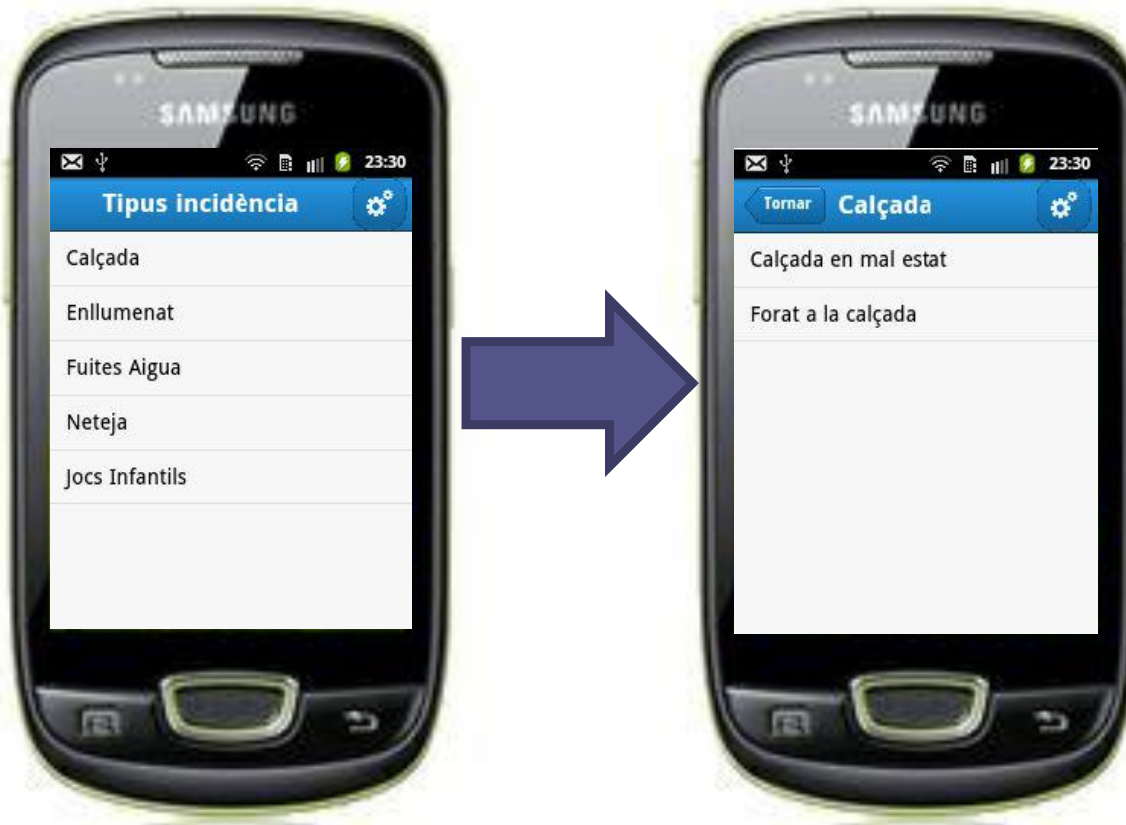 SAMSUNG
23:30
Tipus incidència
Calçada
Enllumenat
Fuites Aigua
Neteja
Jocs Infantils
SAMSUNG
23:30
Tornar
Calçada
Calçada en mal estat
Forat a la calçada